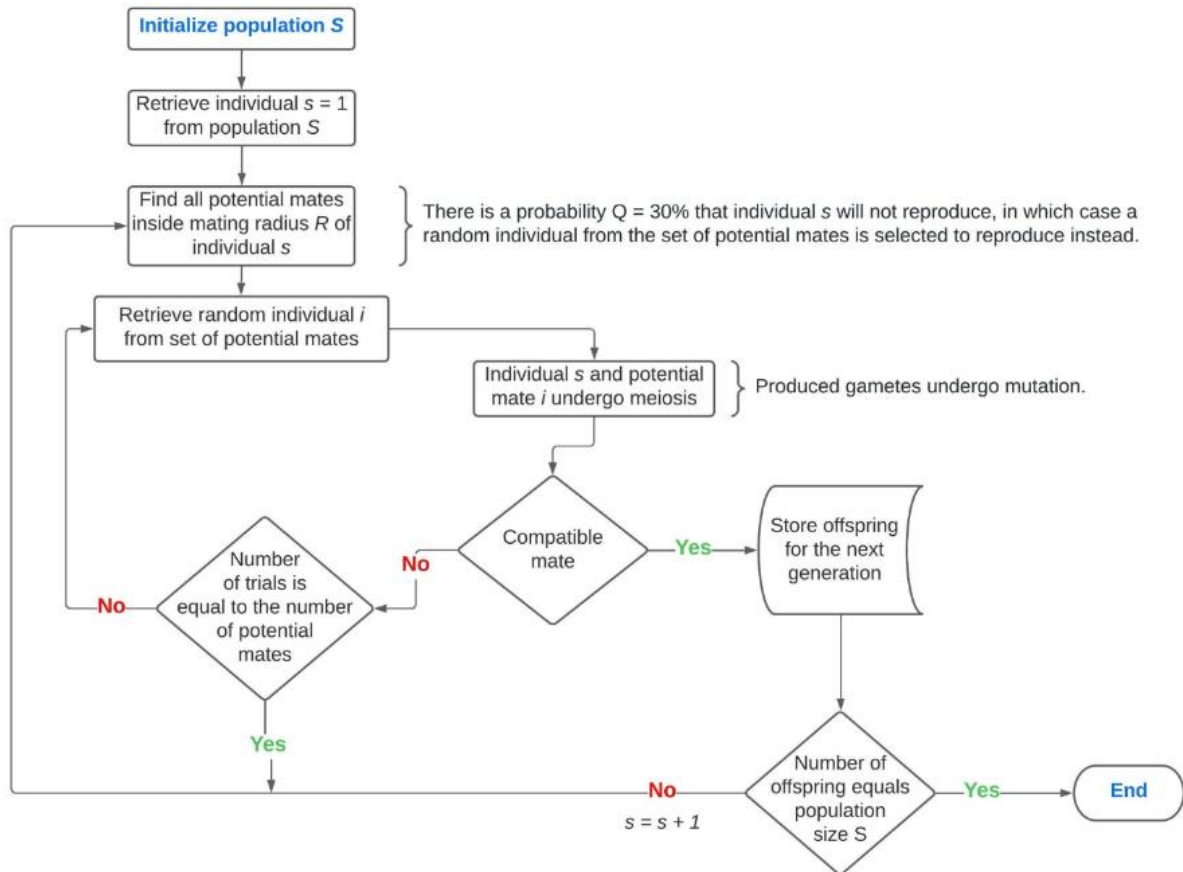 Initialize population S
Retrieve individual s = 1
from population S
Find all potential mates
inside mating radius R of
individual s
There is a probability Q = 30% that individual s will not reproduce, in which case a
random individual from the set of potential mates is selected to reproduce instead.
Retrieve random individual i
from set of potential mates
Individual s and potential
mate i undergo meiosis
Produced gametes undergo mutation.
Compatible
mate
Yes
Store offspring
for the next
generation
No
Number
of trials is
equal to the number
of potential
mates
No
Yes
Number of
offspring equals
population
size S
No
s = s + 1
Yes
End